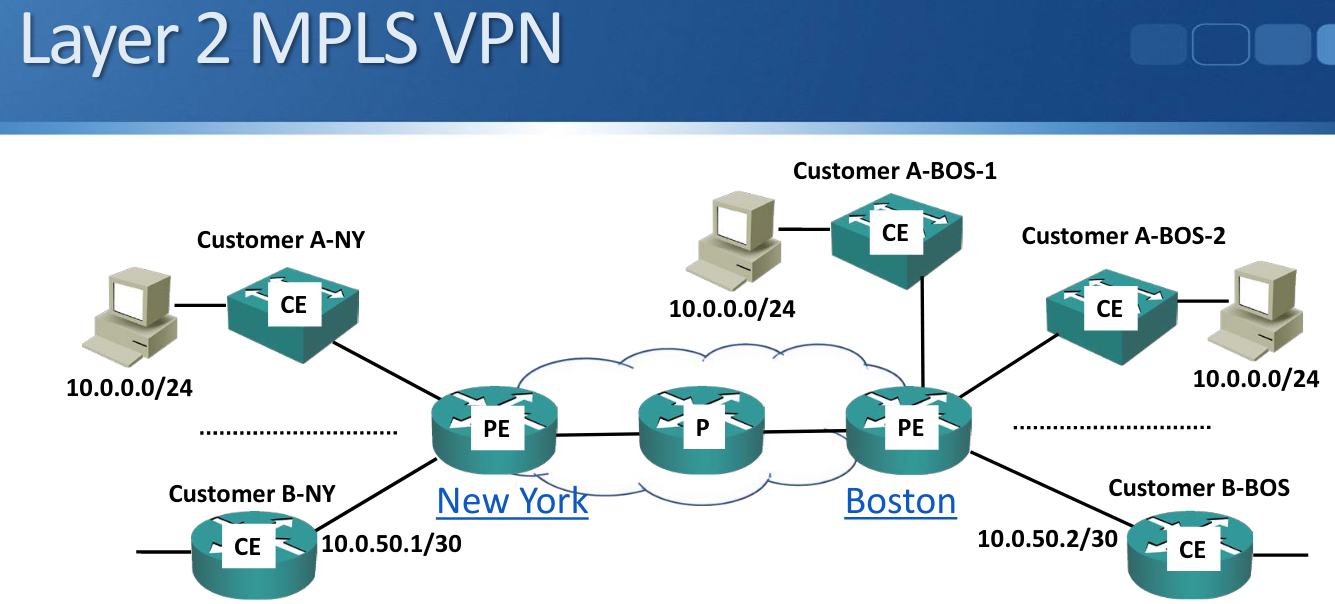 Layer 2 MPLS VPN
Customer A-BOS-1
CE
Customer A-NY
Customer A-BOS-2
CE
CE
10.0.0.0/24
10.0.0.0/24
10.0.0.0/24
PE
P
PE
New York
Boston
Customer B-NY
Customer B-BOS
CE
10.0.50.1/30
10.0.50.2/30
CE